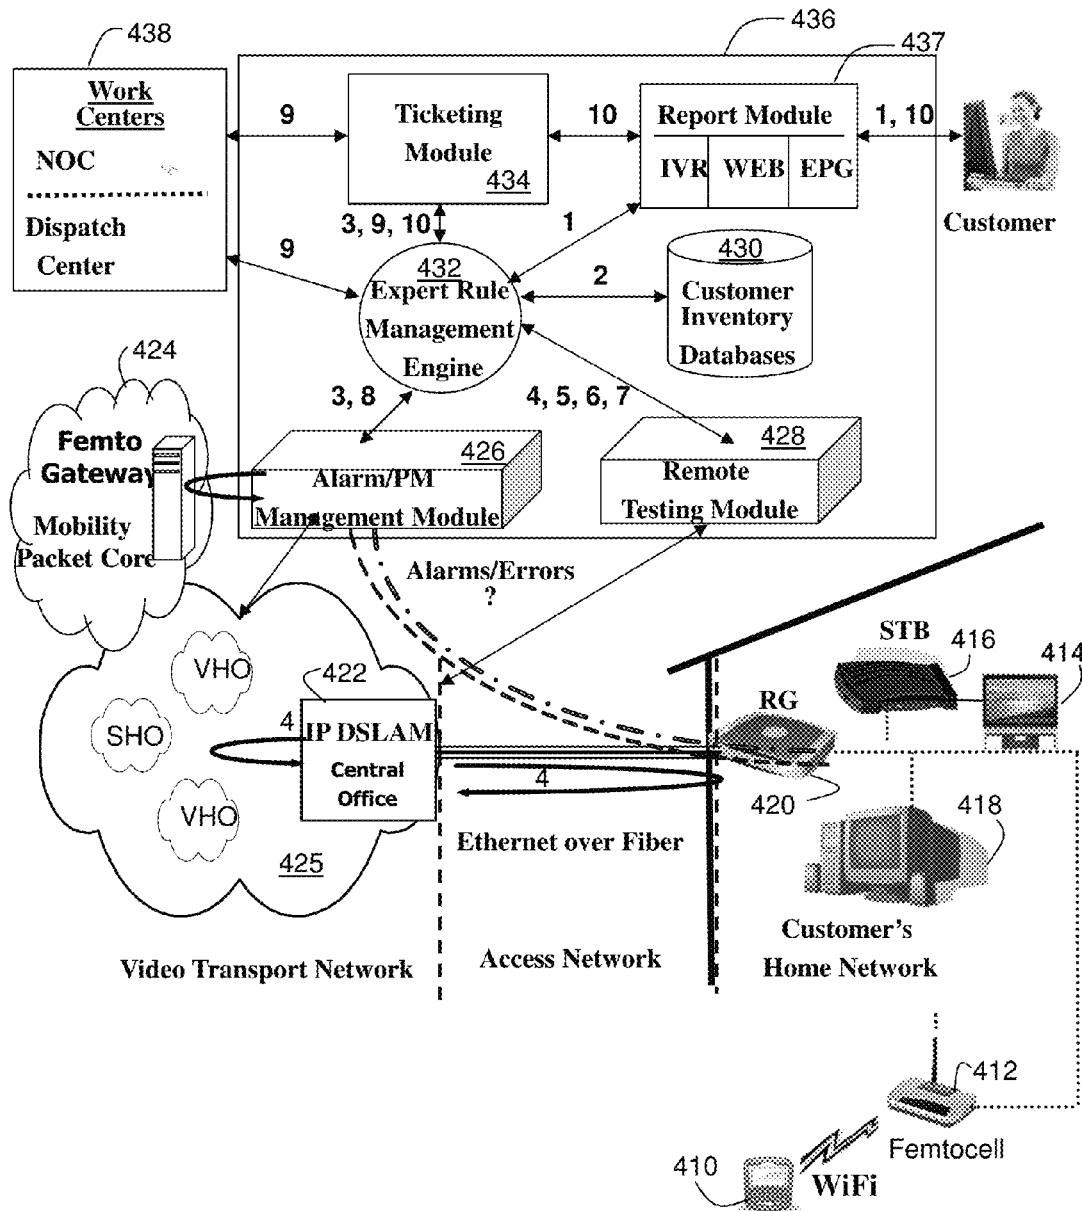 438
436
437
Work
Centers
NOC
Dispatch
Center
9
Ticketing
Module
434
10
Report Module
IVR
WEB
EPG
1, 10
Customer
3, 9, 10
1
9
432
Expert Rule
Management
Engine
2
430
Customer
Inventory
Databases
424
3, 8
4, 5, 6, 7
Femto
Gateway
Mobility
Packet Core
426
Alarm/PM
Management Module
428
Remote
Testing Module
Alarms/Errors
?
STB
416
414
VHO
422
RG
SHO
4
IP DSLAM
Central
Office
4
420
418
VHO
425
Ethernet over Fiber
Customer's
Home Network
Video Transport Network
Access Network
412
Femtocell
410
WiFi